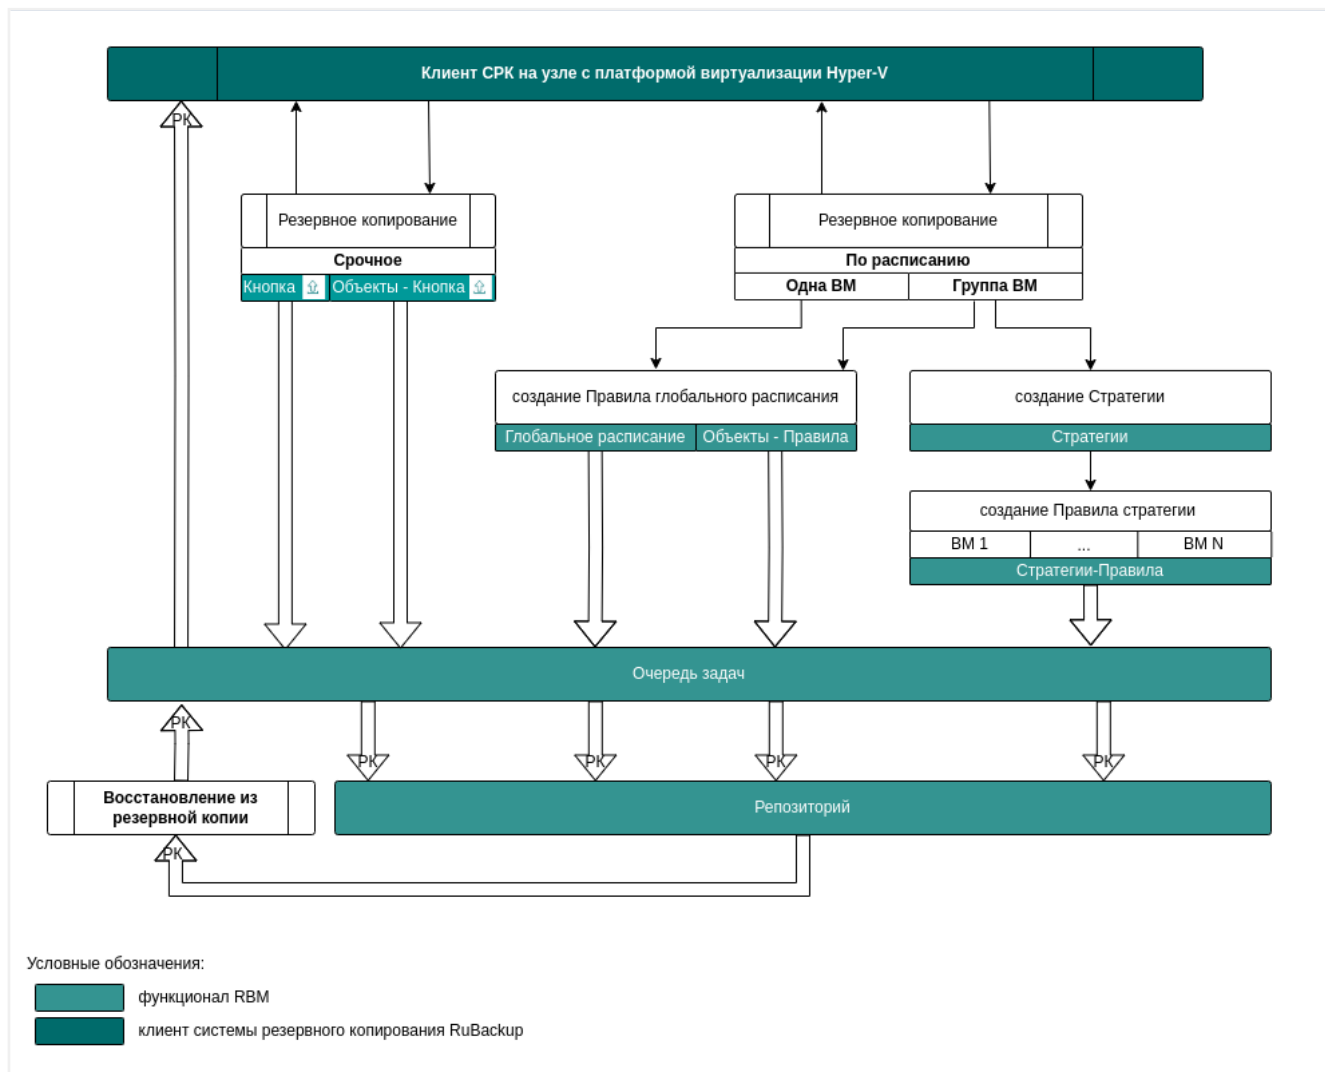 Клиент СРК на узле с платформой виртуализации Hyper-V
РК
Резервное копирование
Срочное
Кнопка
Объекты - Кнопка
Резервное копирование
По расписанию
Одна ВМ
Группа ВМ
создание Правила глобального расписания
Глобальное расписание
Объекты - Правила
создание Стратегии
Стратегии
создание Правила стратегии
ВМ 1
...
ВМ N
Стратегии-Правила
Очередь задач
РК
РК
РК
РК
РК
Восстановление из
резервной копии
Репозиторий
РК
Условные обозначения:
функционал RBM
клиент системы резервного копирования RuBackup